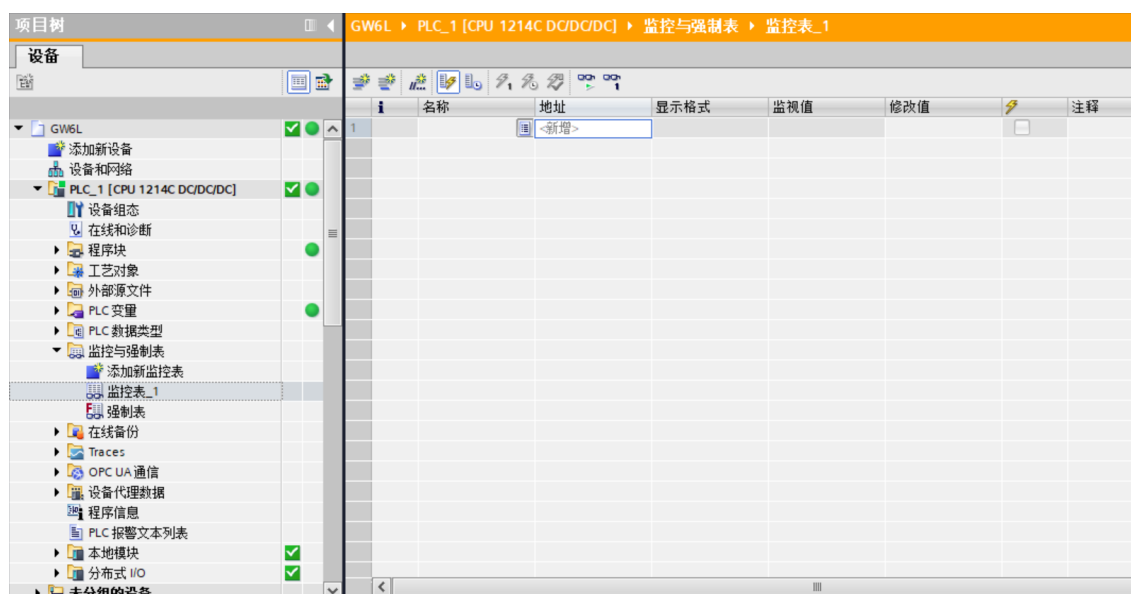 项目树
GW6L ▸ PLC_1 [CPU 1214C DC/DC/DC] ▸ 监控与强制表 ▸ 监控表_1
设备
i 名称 地址 显示格式 监视值 修改值 注释
1 <新增>
GW6L
添加新设备
设备和网络
PLC_1 [CPU 1214C DC/DC/DC]
设备组态
在线和诊断
程序块
工艺对象
外部源文件
PLC 变量
PLC 数据类型
监控与强制表
添加新监控表
监控表_1
强制表
在线备份
Traces
OPC UA 通信
设备代理数据
程序信息
PLC 报警文本列表
本地模块
分布式 I/O
未分组的设备